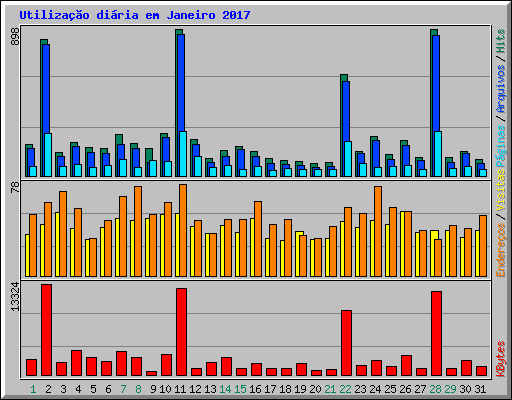 Utilização diária em Janeiro 2017
898
78
13324
Endereços / Visitas Páginas / Arquivos / Hits
KBytes
1 2 3 4 5 6 7 8 9 10 11 12 13 14 15 16 17 18 19 20 21 22 23 24 25 26 27 28 29 30 31